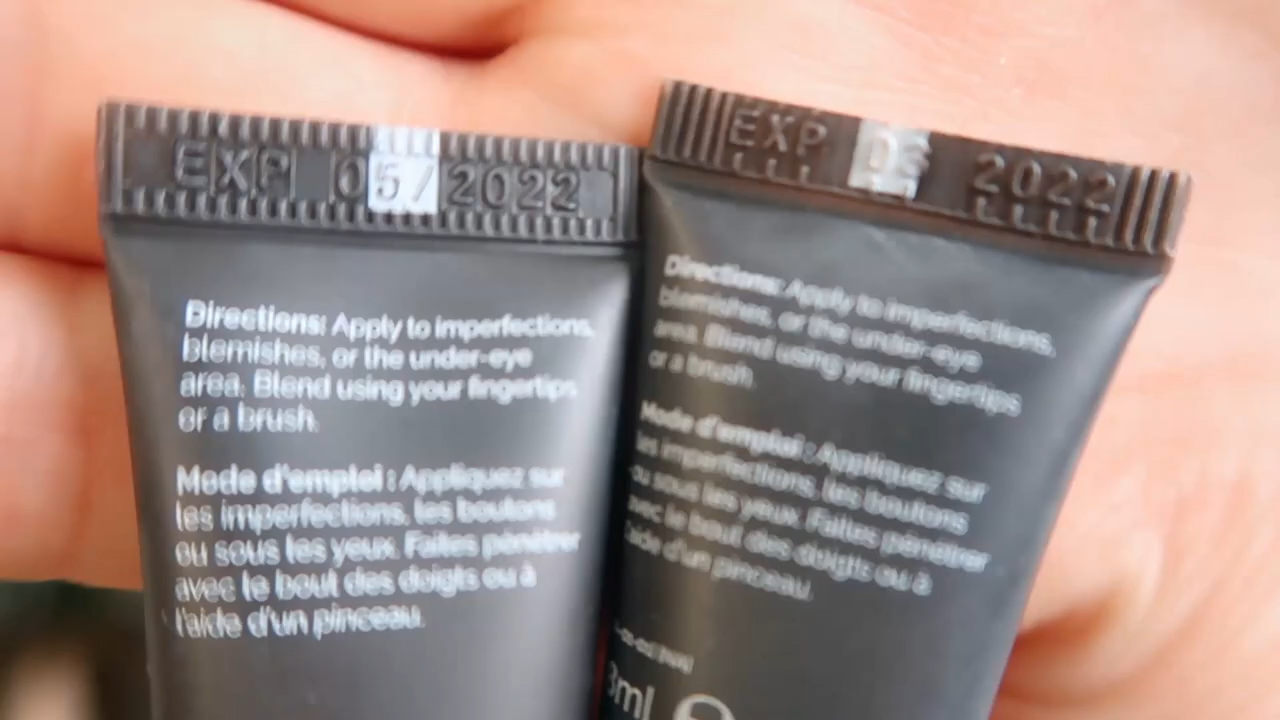 EXP 05/2022
Directions: Apply to imperfections,
blemishes, or the under-eye
area. Blend using your fingertips
or a brush.
Mode d'emploi : Appliquez sur
les imperfections, les boutons
ou sous les yeux. Faites pénétrer
avec le bout des doigts ou à
l'aide d'un pinceau.
EXP 2022
Directions: Apply to imperfections,
blemishes, or the under-eye
area. Blend using your fingertips
or a brush.
Mode d'emploi : Appliquez sur
les imperfections, les boutons
ou sous les yeux. Faites pénétrer
avec le bout des doigts ou à
l'aide d'un pinceau.
3ml